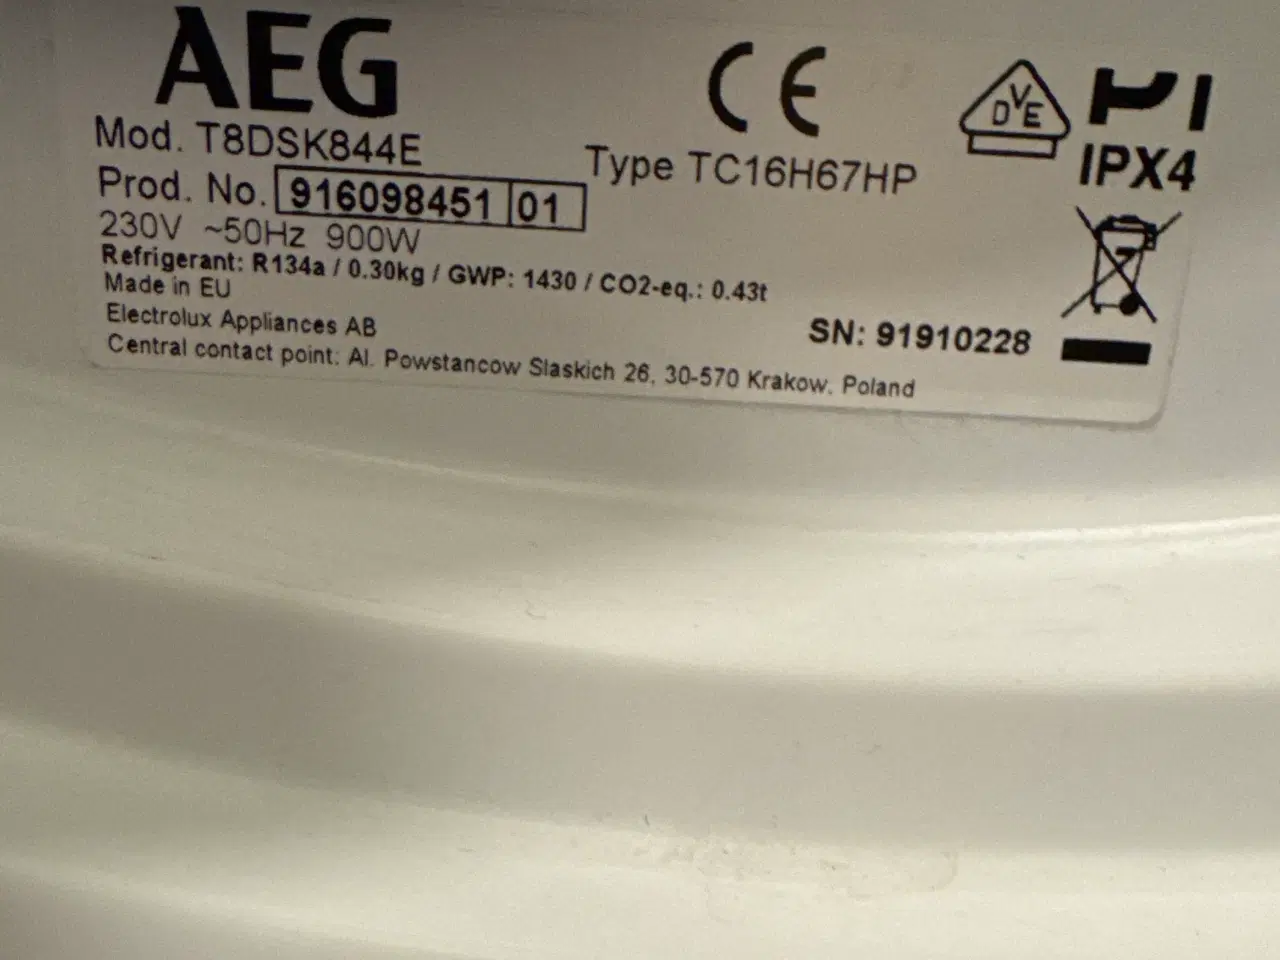 AEG
CE
DVE
Mod. T8DSK844E
Type TC16H67HP
IPX4
Prod. No. 916098451 01
230V ~50Hz 900W
Refrigerant: R134a / 0.30kg / GWP: 1430 / CO2-eq.: 0.43t
Made in EU
Electrolux Appliances AB
SN: 91910228
Central contact point: Al. Powstancow Slaskich 26, 30-570 Krakow, Poland